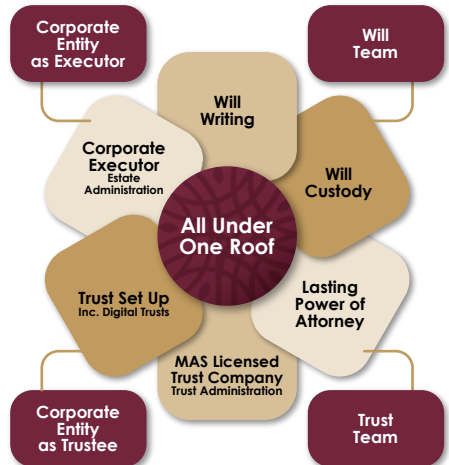 Corporate
Entity
as Executor
Will
Team
Will
Writing
Corporate
Executor
Estate
Administration
Will
Custody
All Under
One Roof
Trust Set Up
Inc. Digital Trusts
Lasting
Power of
Attorney
MAS Licensed
Trust Company
Trust Administration
Corporate
Entity
as Trustee
Trust
Team